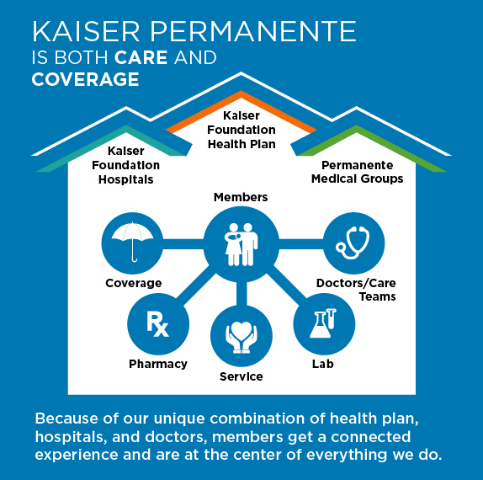 KAISER PERMANENTE
IS BOTH CARE AND
COVERAGE
Kaiser
Foundation
Health Plan
Kaiser
Foundation
Hospitals
Permanente
Medical Groups
Members
Coverage
Doctors/Care
Teams
Rx
Pharmacy
Service
Lab
Because of our unique combination of health plan,
hospitals, and doctors, members get a connected
experience and are at the center of everything we do.